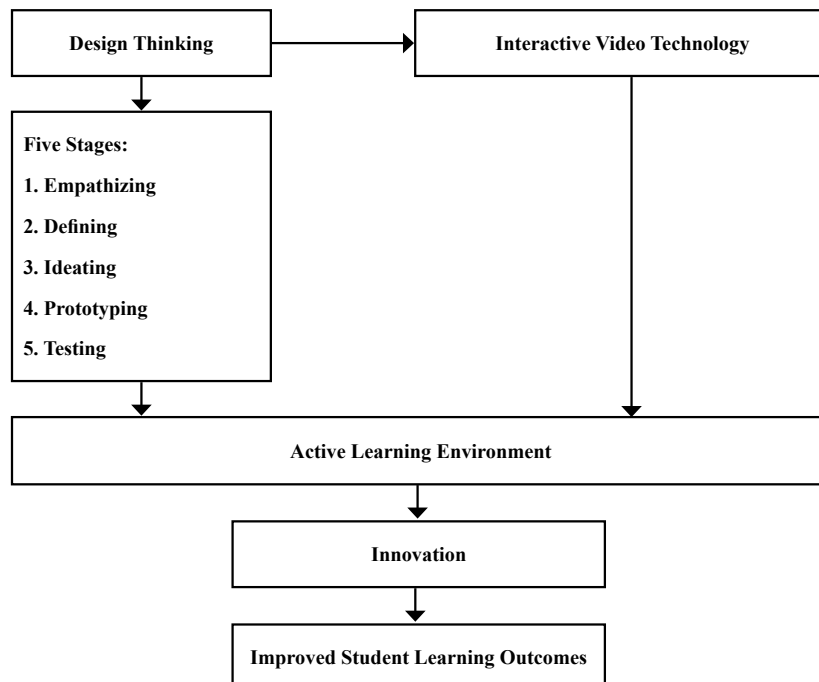 Design Thinking
Interactive Video Technology
Five Stages:
1. Empathizing
2. Defining
3. Ideating
4. Prototyping
5. Testing
Active Learning Environment
Innovation
Improved Student Learning Outcomes